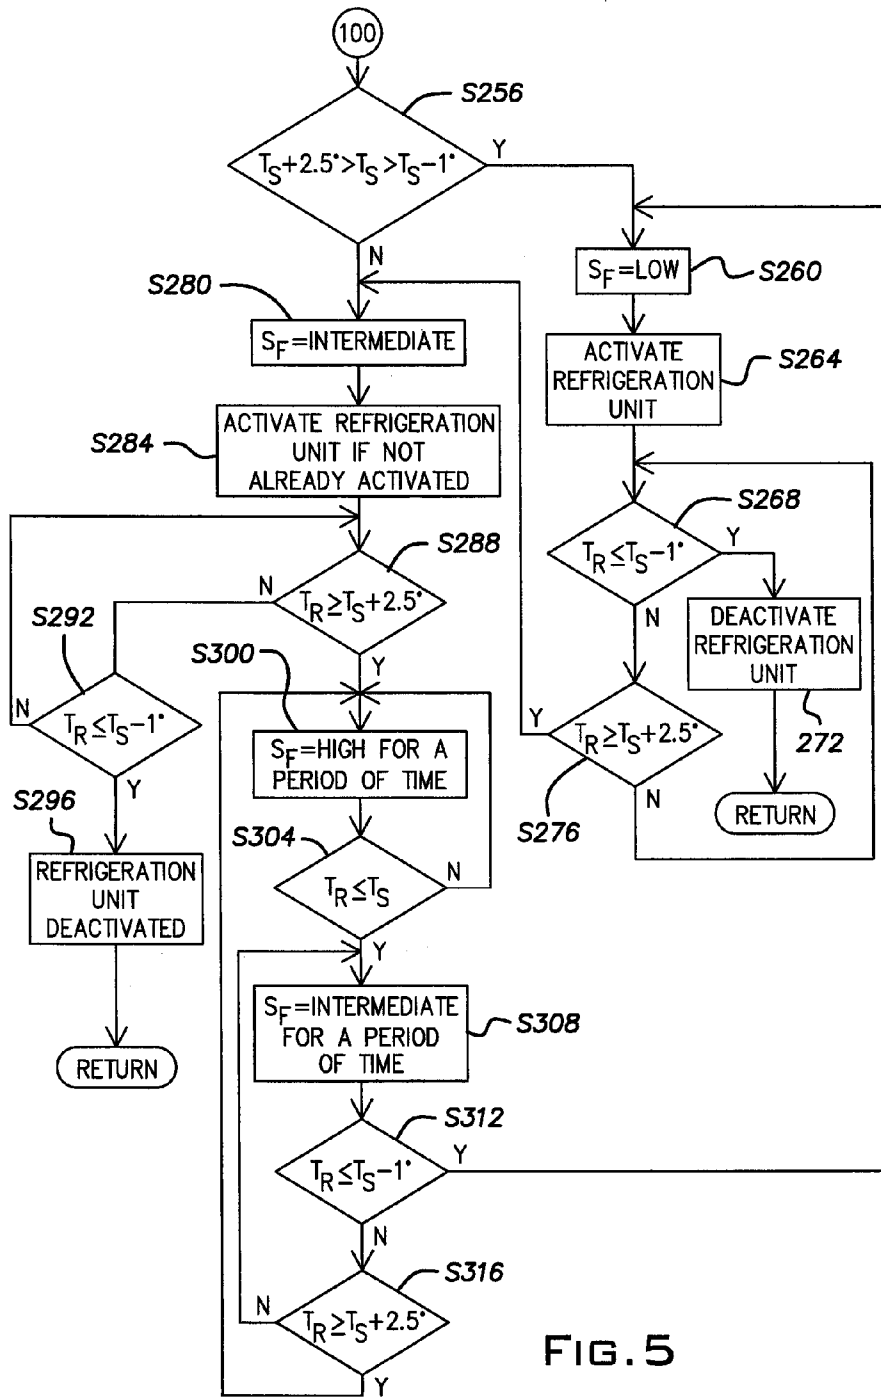 100
S256
T_S+2.5°>T_S>T_S-1°
Y
N
S280
S_F=INTERMEDIATE
S_F=LOW
S260
ACTIVATE
REFRIGERATION
UNIT
S264
S284
ACTIVATE REFRIGERATION
UNIT IF NOT
ALREADY ACTIVATED
S268
T_R≤T_S-1°
Y
N
S288
T_R≥T_S+2.5°
N
Y
DEACTIVATE
REFRIGERATION
UNIT
272
S292
T_R≤T_S-1°
N
Y
S300
S_F=HIGH FOR A
PERIOD OF TIME
T_R≥T_S+2.5°
Y
N
S276
RETURN
S296
REFRIGERATION
UNIT
DEACTIVATED
S304
T_R≤T_S
N
Y
S_F=INTERMEDIATE
FOR A PERIOD
OF TIME
S308
RETURN
S312
T_R≤T_S-1°
Y
N
S316
T_R≥T_S+2.5°
N
Y
FIG. 5